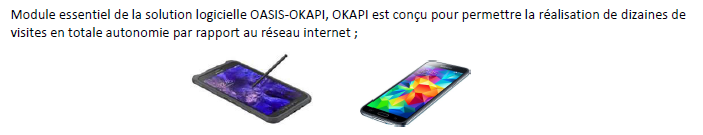 Module essentiel de la solution logicielle OASIS-OKAPI, OKAPI est conçu pour permettre la réalisation de dizaines de
visites en totale autonomie par rapport au réseau internet ;